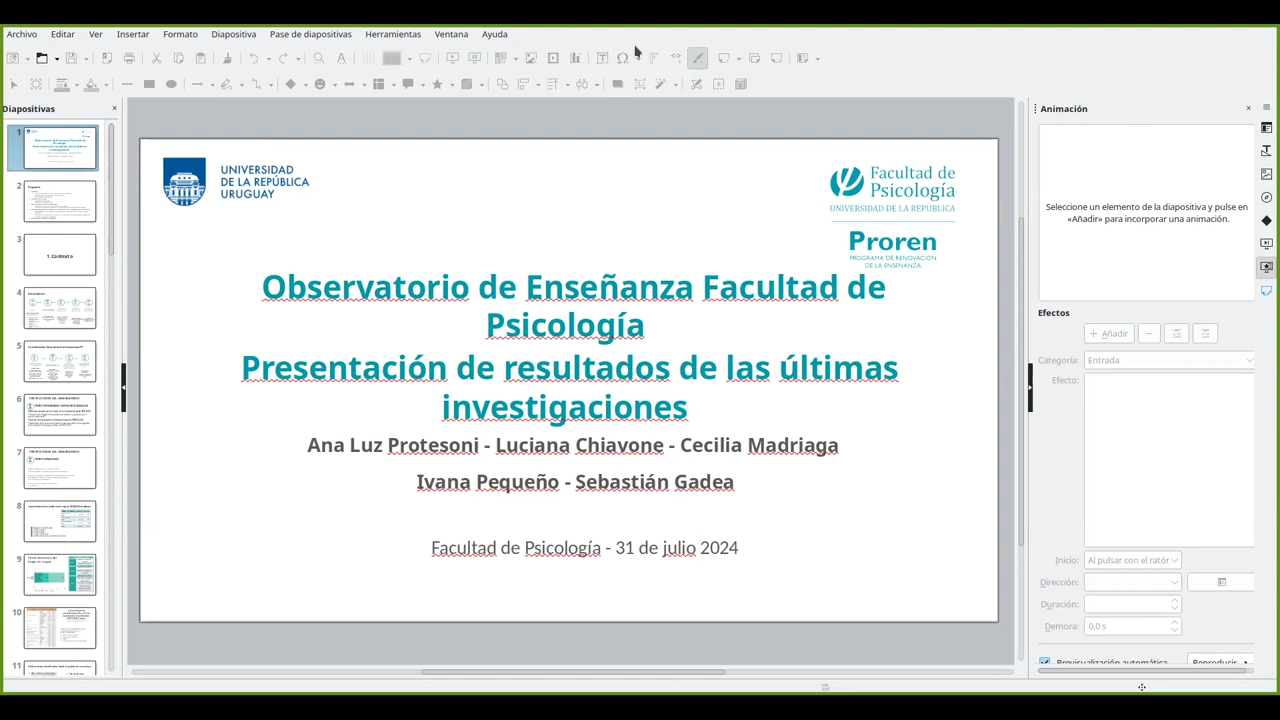 Archivo Editar Ver Insertar Formato Diapositiva Pase de diapositivas Herramientas Ventana Ayuda
Diapositivas
1
2
3
1. Contexto
4
5
6
7
8
9
10
11
UNIVERSIDAD
DE LA REPÚBLICA
URUGUAY
Facultad de
Psicología
UNIVERSIDAD DE LA REPÚBLICA
Proren
PROGRAMA DE RENOVACIÓN
DE LA ENSEÑANZA
Observatorio de Enseñanza Facultad de
Psicología
Presentación de resultados de las últimas
investigaciones
Ana Luz Protesoni - Luciana Chiavone - Cecilia Madriaga
Ivana Pequeño - Sebastián Gadea
Facultad de Psicología - 31 de julio 2024
Animación
Seleccione un elemento de la diapositiva y pulse en
«Añadir» para incorporar una animación.
Efectos
Añadir
Categoría: Entrada
Efecto:
Inicio: Al pulsar con el ratór
Dirección:
Duración:
Demora: 0,0 s
Previsualización automática Reproducir